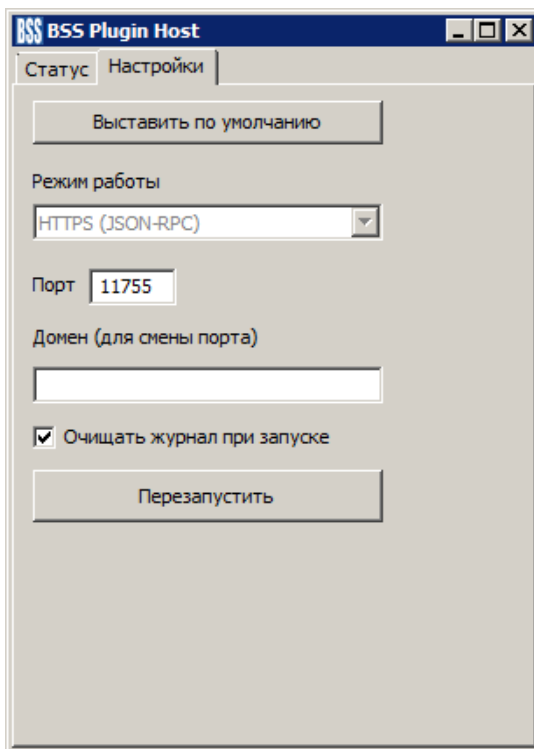 BSS BSS Plugin Host
Статус Настройки
Выставить по умолчанию
Режим работы
HTTPS (JSON-RPC)
Порт 11755
Домен (для смены порта)
Очищать журнал при запуске
Перезапустить